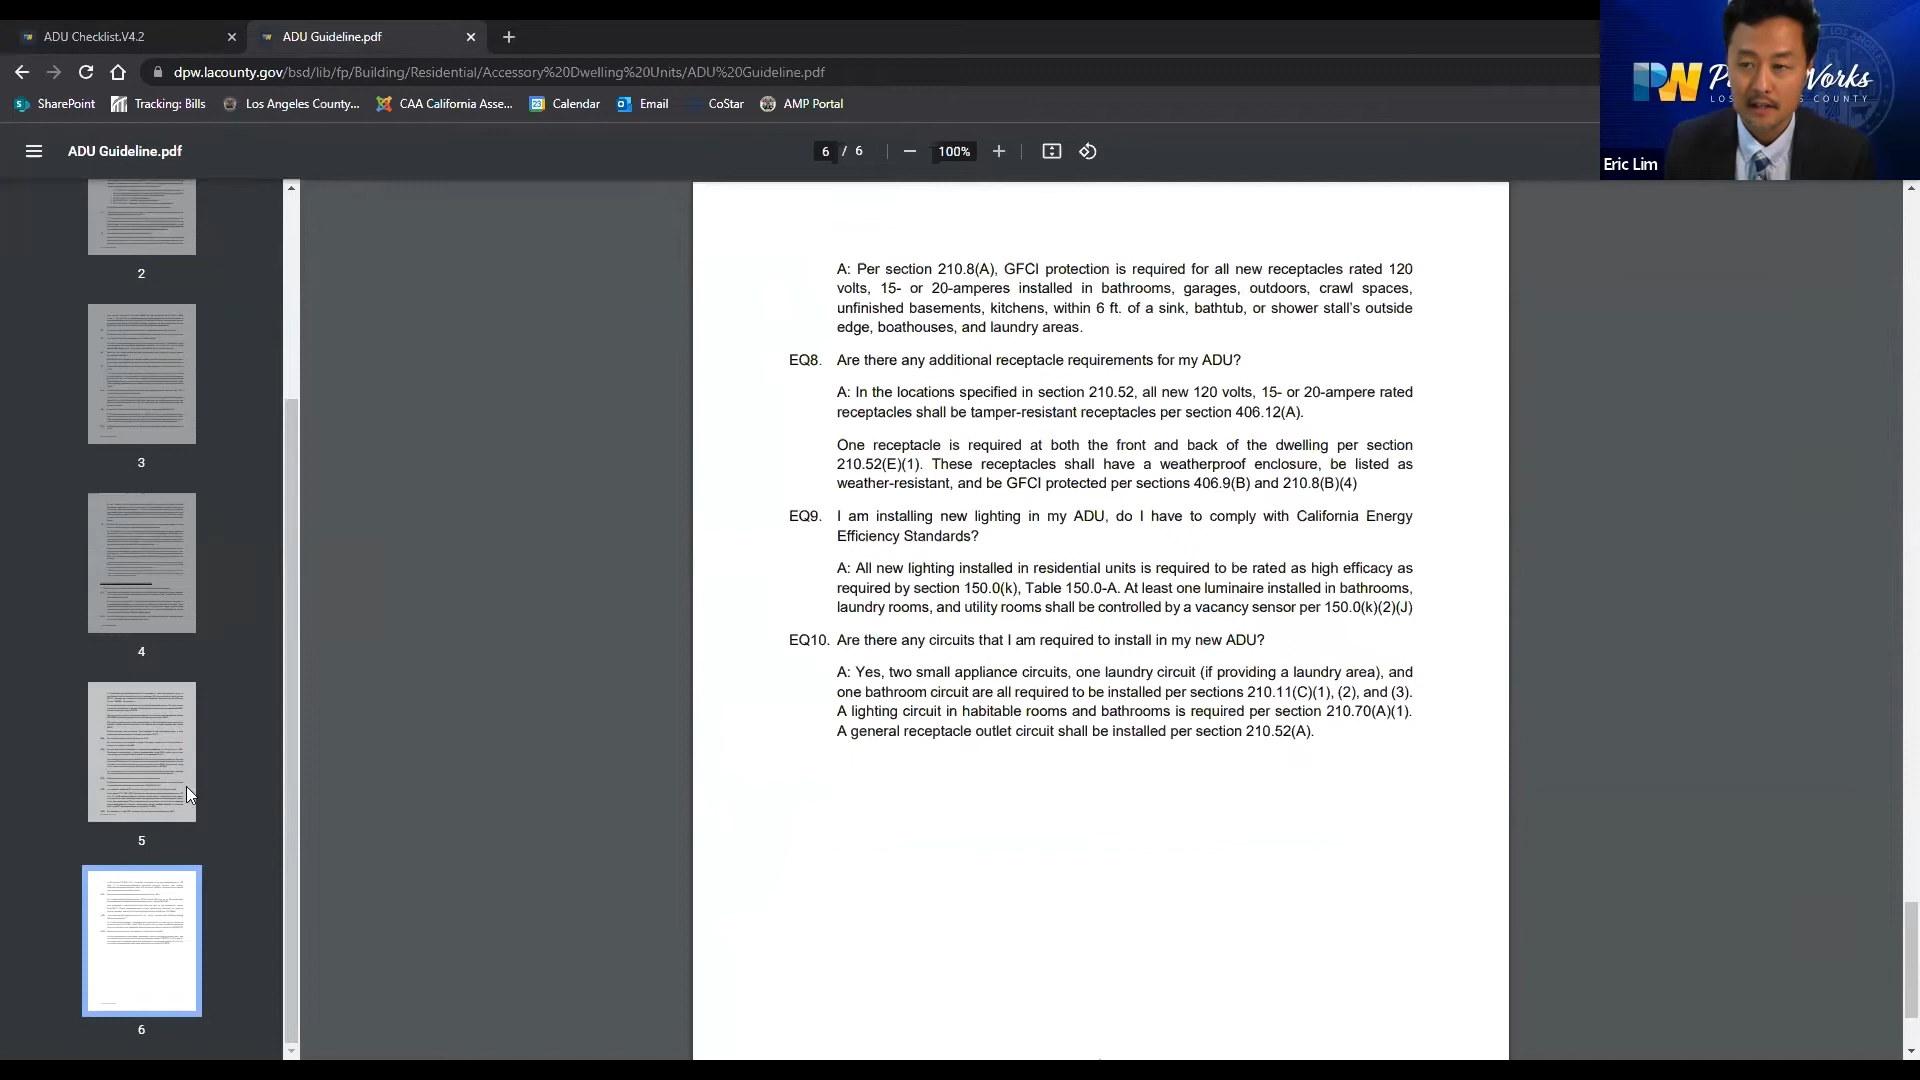 ADU Checklist.V4.2
ADU Guideline.pdf
dpw.lacounty.gov/bsd/lib/fp/Building/Residential/Accessory%20Dwelling%20Units/ADU%20Guideline.pdf
SharePoint
Tracking: Bills
Los Angeles County...
CAA California Asse...
23
Calendar
Email
CoStar
AMP Portal
PW
Works
COUNTY
Eric Lim
ADU Guideline.pdf
6 / 6
100%
2
3
4
5
6
A: Per section 210.8(A), GFCI protection is required for all new receptacles rated 120
volts, 15- or 20-amperes installed in bathrooms, garages, outdoors, crawl spaces,
unfinished basements, kitchens, within 6 ft. of a sink, bathtub, or shower stall's outside
edge, boathouses, and laundry areas.
EQ8. Are there any additional receptacle requirements for my ADU?
A: In the locations specified in section 210.52, all new 120 volts, 15- or 20-ampere rated
receptacles shall be tamper-resistant receptacles per section 406.12(A).
One receptacle is required at both the front and back of the dwelling per section
210.52(E)(1). These receptacles shall have a weatherproof enclosure, be listed as
weather-resistant, and be GFCI protected per sections 406.9(B) and 210.8(B)(4)
EQ9. I am installing new lighting in my ADU, do I have to comply with California Energy
Efficiency Standards?
A: All new lighting installed in residential units is required to be rated as high efficacy as
required by section 150.0(k), Table 150.0-A. At least one luminaire installed in bathrooms,
laundry rooms, and utility rooms shall be controlled by a vacancy sensor per 150.0(k)(2)(J)
EQ10. Are there any circuits that I am required to install in my new ADU?
A: Yes, two small appliance circuits, one laundry circuit (if providing a laundry area), and
one bathroom circuit are all required to be installed per sections 210.11(C)(1), (2), and (3).
A lighting circuit in habitable rooms and bathrooms is required per section 210.70(A)(1).
A general receptacle outlet circuit shall be installed per section 210.52(A).